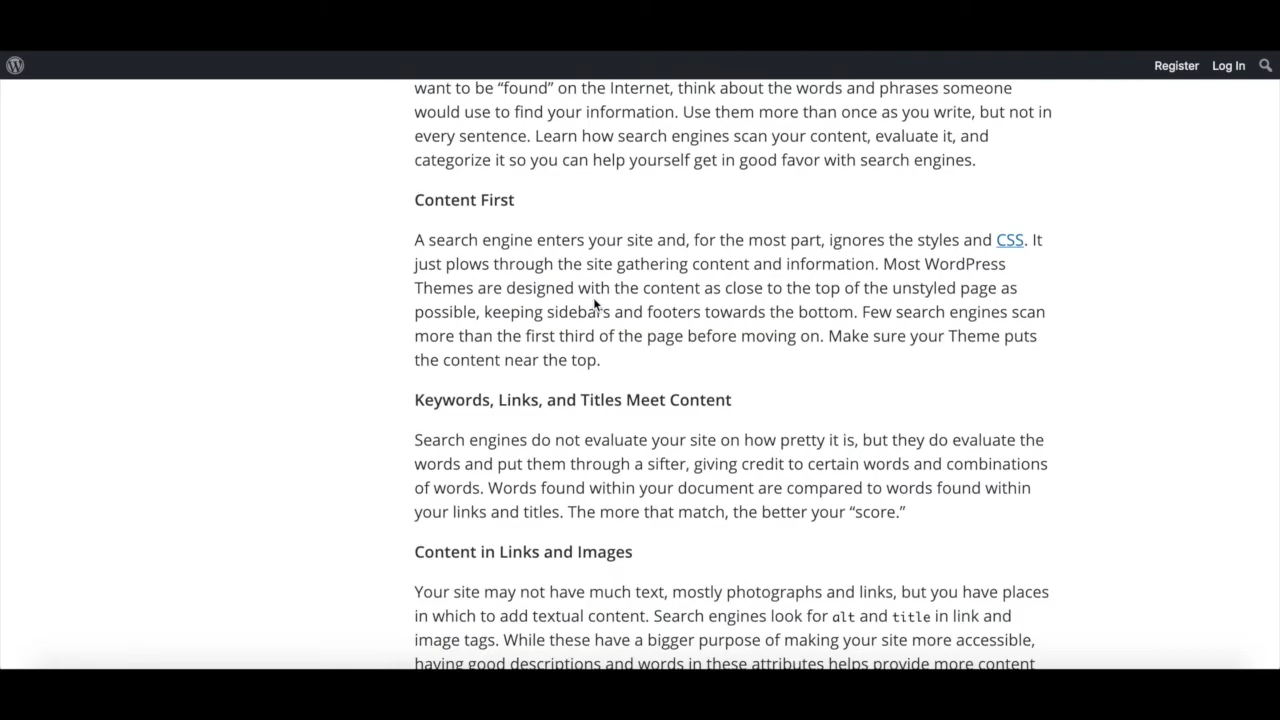 Register Log In
want to be “found” on the Internet, think about the words and phrases someone
would use to find your information. Use them more than once as you write, but not in
every sentence. Learn how search engines scan your content, evaluate it, and
categorize it so you can help yourself get in good favor with search engines.
Content First
A search engine enters your site and, for the most part, ignores the styles and CSS. It
just plows through the site gathering content and information. Most WordPress
Themes are designed with the content as close to the top of the unstyled page as
possible, keeping sidebars and footers towards the bottom. Few search engines scan
more than the first third of the page before moving on. Make sure your Theme puts
the content near the top.
Keywords, Links, and Titles Meet Content
Search engines do not evaluate your site on how pretty it is, but they do evaluate the
words and put them through a sifter, giving credit to certain words and combinations
of words. Words found within your document are compared to words found within
your links and titles. The more that match, the better your “score.”
Content in Links and Images
Your site may not have much text, mostly photographs and links, but you have places
in which to add textual content. Search engines look for alt and title in link and
image tags. While these have a bigger purpose of making your site more accessible,
having good descriptions and words in these attributes helps provide more content